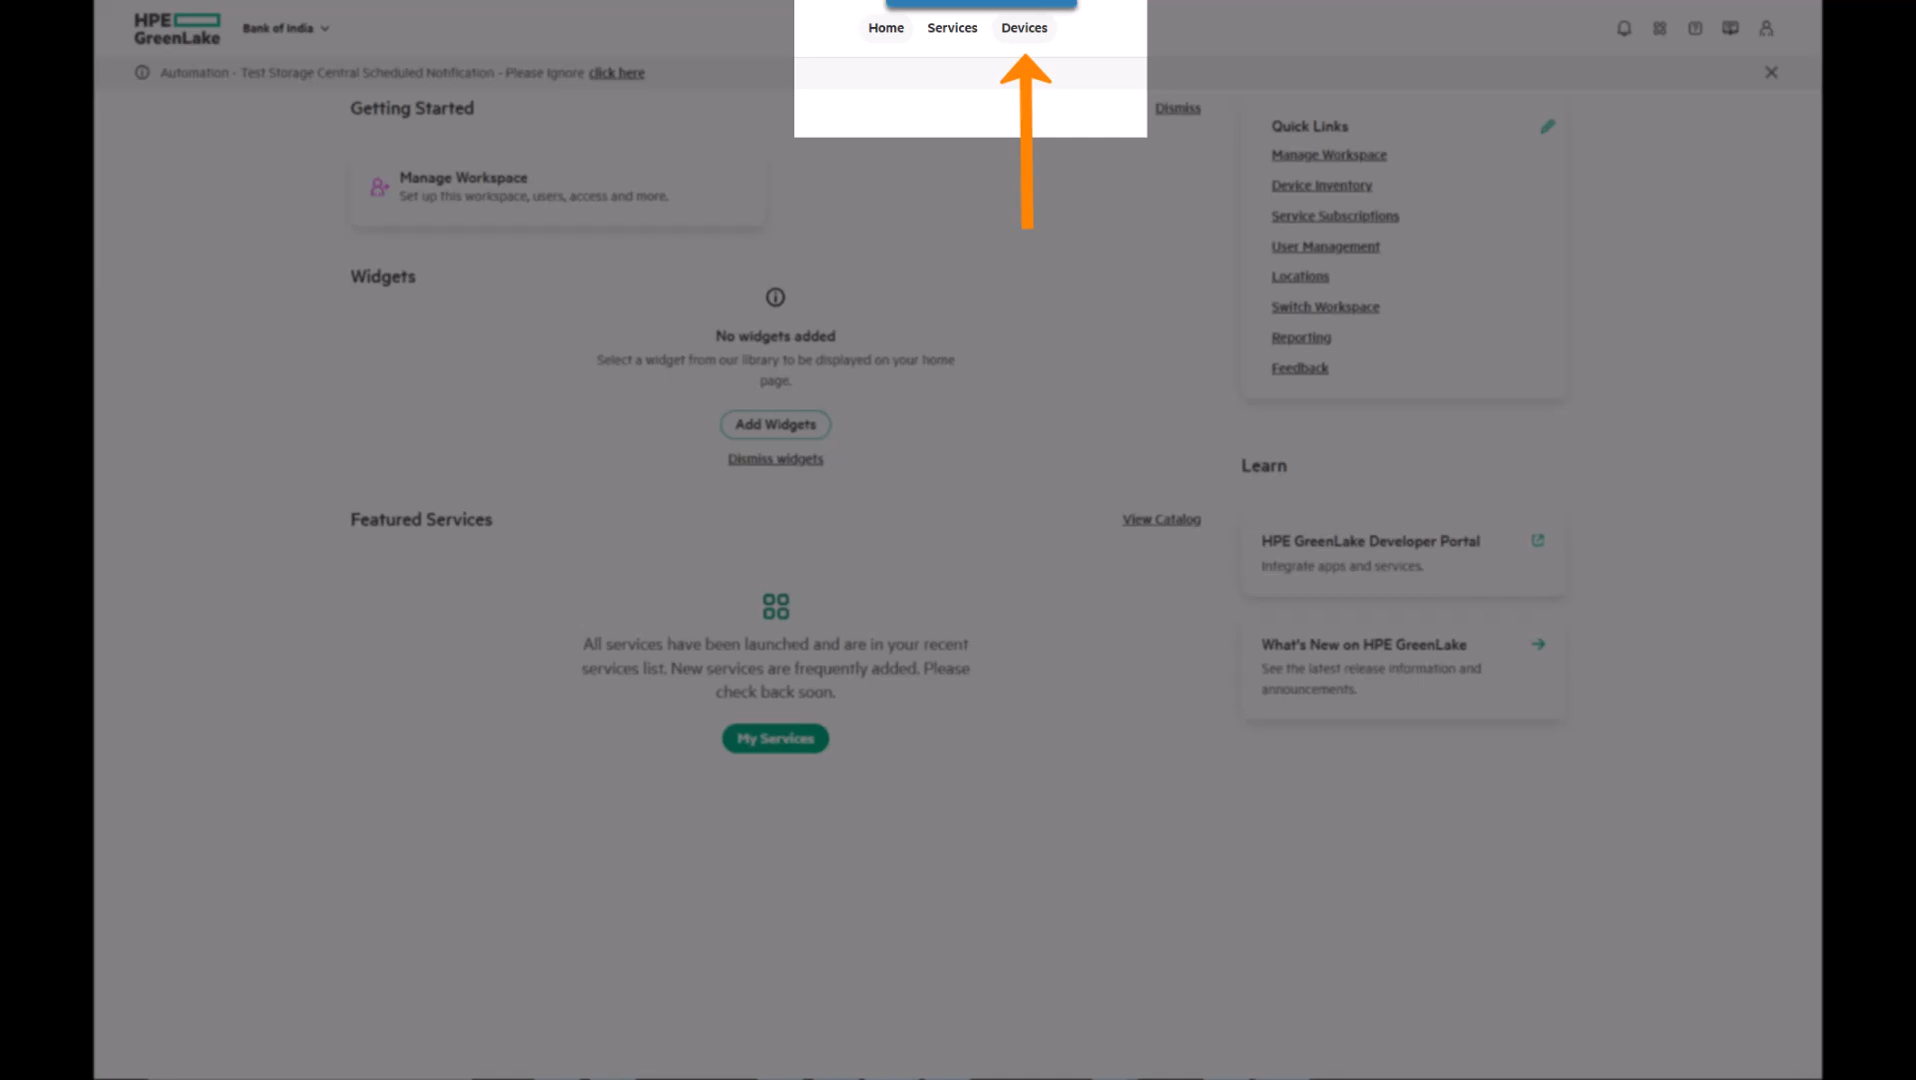 HPE
GreenLake
Bank of India
Home Services Devices
Automation - Test Storage Central Scheduled Notification - Please Ignore click here
Getting Started
Dismiss
Manage Workspace
Set up this workspace, users, access and more.
Widgets
No widgets added
Select a widget from our library to be displayed on your home
page.
Add Widgets
Dismiss widgets
Featured Services
View Catalog
All services have been launched and are in your recent
services list. New services are frequently added. Please
check back soon.
My Services
Quick Links
Manage Workspace
Device Inventory
Service Subscriptions
User Management
Locations
Switch Workspace
Reporting
Feedback
Learn
HPE GreenLake Developer Portal
Integrate apps and services.
What's New on HPE GreenLake
See the latest release information and
announcements.